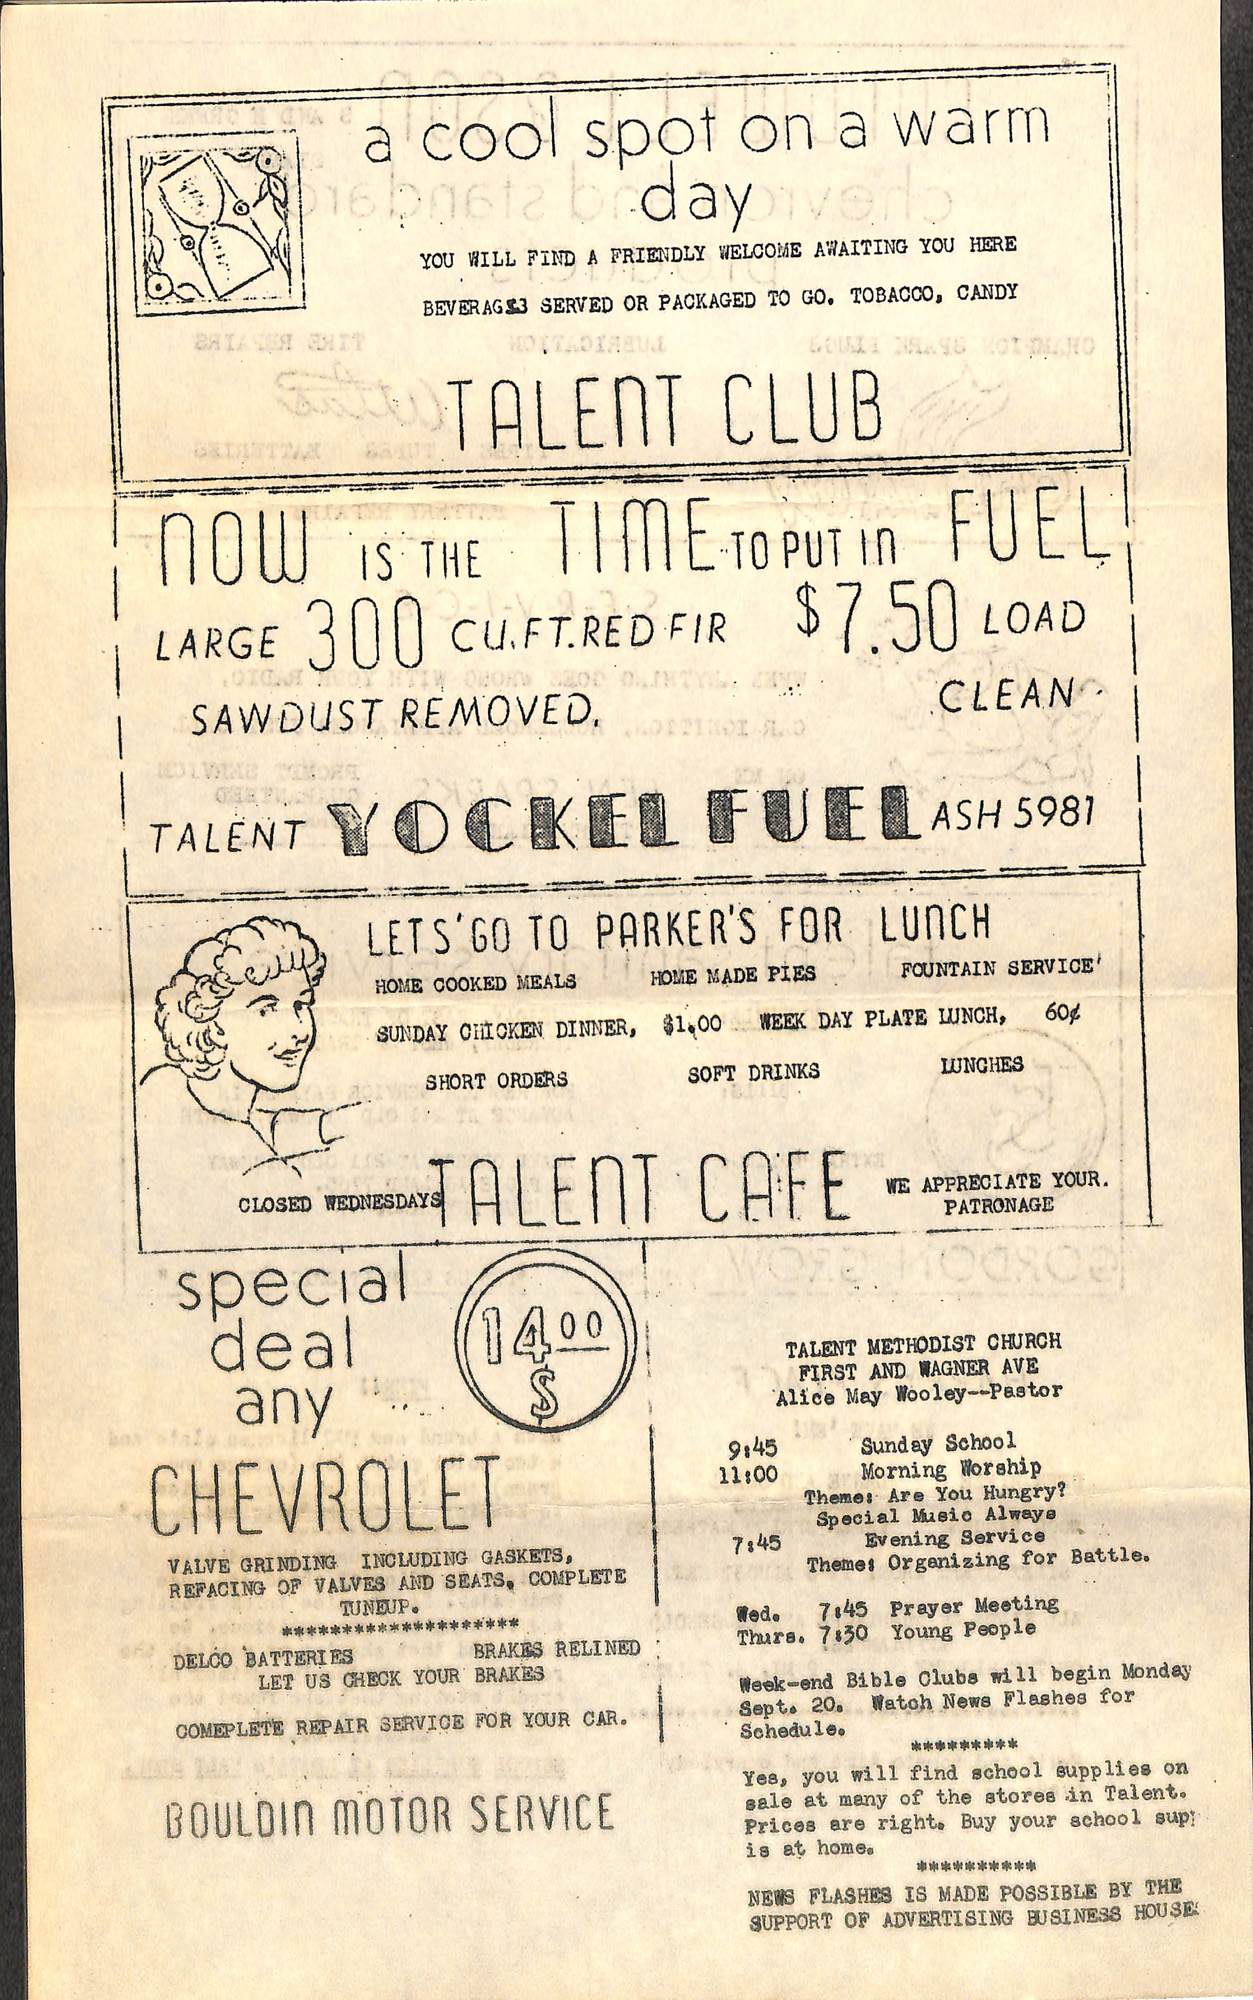 a cool spot on a warm
day
YOU WILL FIND A FRIENDLY WELCOME AWAITING YOU HERE
SERVED OR PACKAGED TO GO. TOBACCO, CANDY
TALENT CLUB
NOW IS THE TIME TO PUT IN FUEL
LARGE 300 CU.FT.RED FIR $7.50 LOAD
SAWDUST REMOVED. CLEAN
TALENT YOCKEL FUEL ASH 5981
LETS'GO TO PARKER'S FOR LUNCH
HOME COOKED MEALS HOME MADE PIES FOUNTAIN SERVICE'
SUNDAY CHICKEN DINNER, $1.00 WEEK DAY PLATE LUNCH, 60¢
SHORT ORDERS SOFT DRINKS LUNCHES
CLOSED WEDNESDAYS TALENT CAFE WE APPRECIATE YOUR.
PATRONAGE
special
deal
any
14 00
$
CHEVROLET
VALVE GRINDING INCLUDING GASKETS,
REFACING OF VALVES AND SEATS, COMPLETE
TUNEUP.
********************
DELCO BATTERIES BRAKES RELINED
LET US CHECK YOUR BRAKES
COMEPLETE REPAIR SERVICE FOR YOUR CAR.
BOULDIN MOTOR SERVICE
TALENT METHODIST CHURCH
FIRST AND WAGNER AVE
Alice May Wooley--Pastor
9:45 Sunday School
11:00 Morning Worship
Theme: Are You Hungry?
Special Music Always
7:45 Evening Service
Theme: Organizing for Battle.
Wed. 7:45 Prayer Meeting
Thurs. 7:30 Young People
Week-end Bible Clubs will begin Monday
Sept. 20. Watch News Flashes for
Schedule.
*********
Yes, you will find school supplies on
sale at many of the stores in Talent.
Prices are right. Buy your school sup
is at home.
**********
NEWS FLASHES IS MADE POSSIBLE BY THE
SUPPORT OF ADVERTISING BUSINESS HOUSE